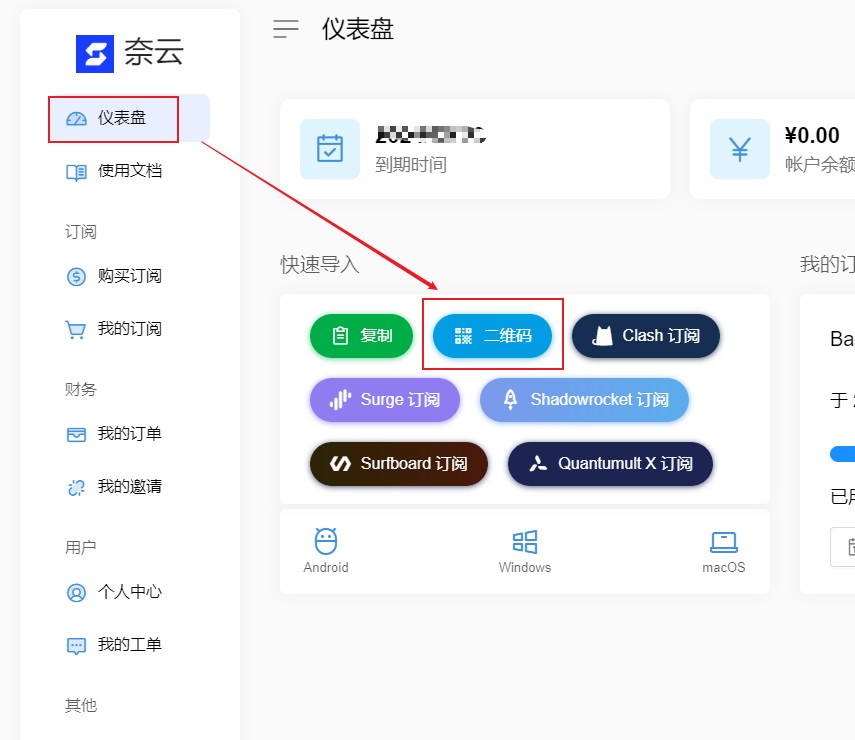 奈云
仪表盘
使用文档
订阅
购买订阅
我的订阅
财务
我的订单
我的邀请
用户
个人中心
我的工单
其他
仪表盘
到期时间
¥0.00
帐户余额
快速导入
复制
二维码
Clash 订阅
Surge 订阅
Shadowrocket 订阅
Surfboard 订阅
Quantumult X 订阅
Android
Windows
macOS
我的订
Ba
于
已用